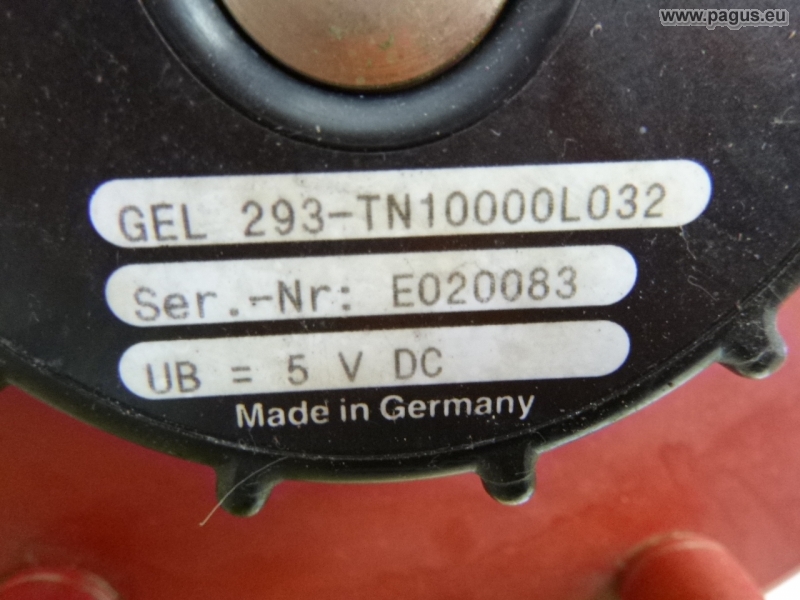 www.pagus.eu
GEL 293-TN10000L032
Ser.-Nr: E020083
UB = 5 V DC
Made in Germany